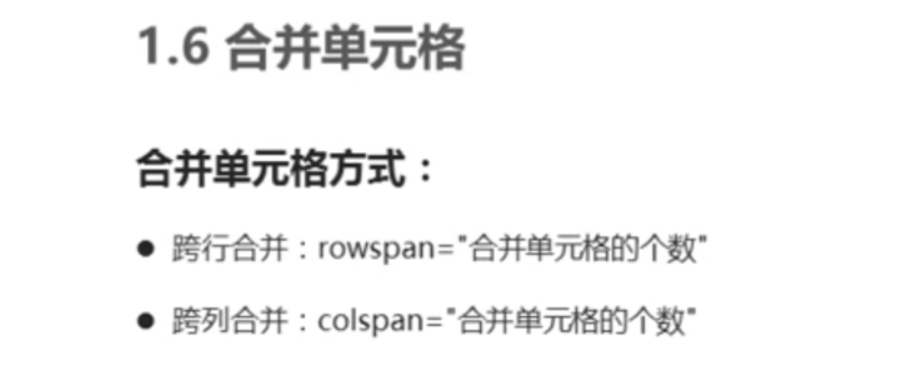 1.6 合并单元格
合并单元格方式：
● 跨行合并：rowspan="合并单元格的个数"
● 跨列合并：colspan="合并单元格的个数"